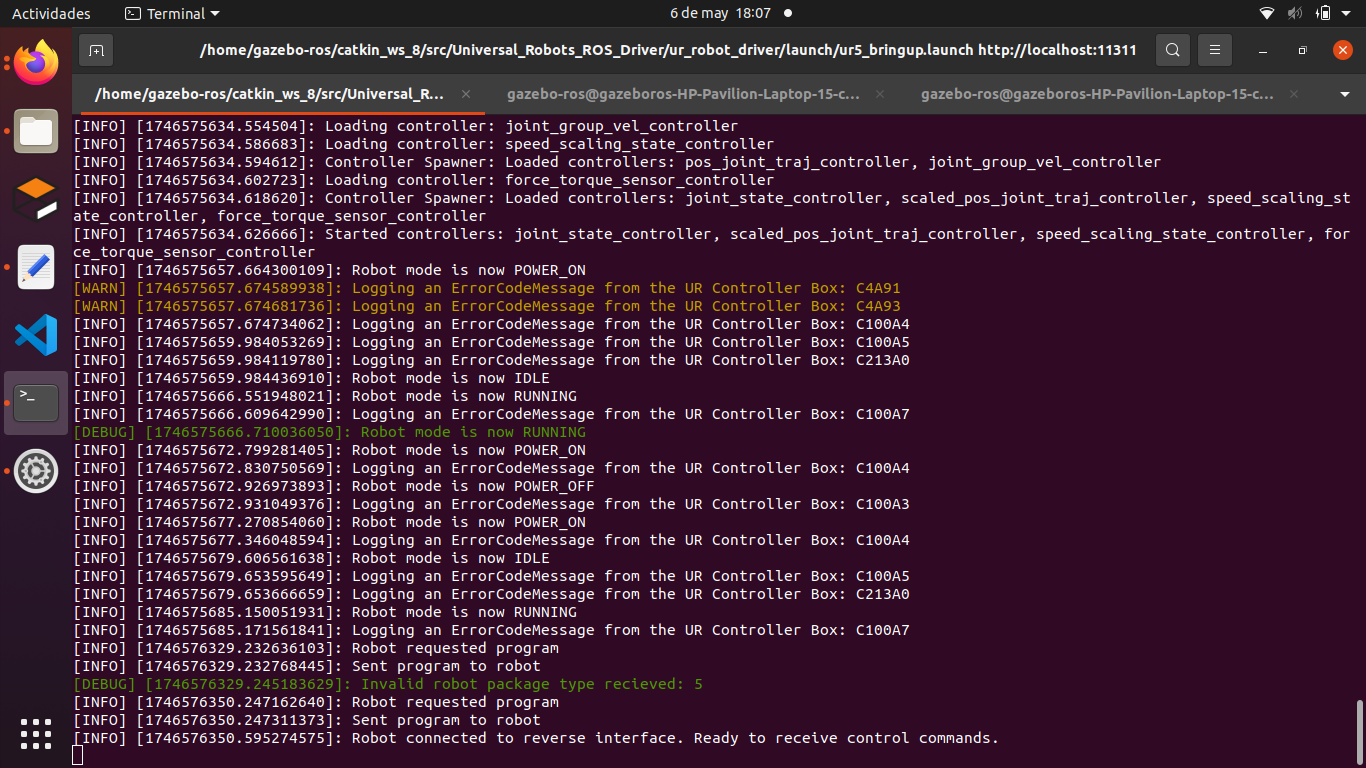 Actividades
Terminal
6 de may 18:07
/home/gazebo-ros/catkin_ws_8/src/Universal_Robots_ROS_Driver/ur_robot_driver/launch/ur5_bringup.launch http://localhost:11311
/home/gazebo-ros/catkin_ws_8/src/Universal_R...
gazebo-ros@gazeboros-HP-Pavilion-Laptop-15-c...
gazebo-ros@gazeboros-HP-Pavilion-Laptop-15-c...
[INFO] [1746575634.554504]: Loading controller: joint_group_vel_controller
[INFO] [1746575634.586683]: Loading controller: speed_scaling_state_controller
[INFO] [1746575634.594612]: Controller Spawner: Loaded controllers: pos_joint_traj_controller, joint_group_vel_controller
[INFO] [1746575634.602723]: Loading controller: force_torque_sensor_controller
[INFO] [1746575634.618620]: Controller Spawner: Loaded controllers: joint_state_controller, scaled_pos_joint_traj_controller, speed_scaling_st
ate_controller, force_torque_sensor_controller
[INFO] [1746575634.626666]: Started controllers: joint_state_controller, scaled_pos_joint_traj_controller, speed_scaling_state_controller, for
ce_torque_sensor_controller
[INFO] [1746575657.664300109]: Robot mode is now POWER_ON
[WARN] [1746575657.674589938]: Logging an ErrorCodeMessage from the UR Controller Box: C4A91
[WARN] [1746575657.674681736]: Logging an ErrorCodeMessage from the UR Controller Box: C4A93
[INFO] [1746575657.674734062]: Logging an ErrorCodeMessage from the UR Controller Box: C100A4
[INFO] [1746575659.984053269]: Logging an ErrorCodeMessage from the UR Controller Box: C100A5
[INFO] [1746575659.984119780]: Logging an ErrorCodeMessage from the UR Controller Box: C213A0
[INFO] [1746575659.984436910]: Robot mode is now IDLE
[INFO] [1746575666.551948021]: Robot mode is now RUNNING
[INFO] [1746575666.609642990]: Logging an ErrorCodeMessage from the UR Controller Box: C100A7
[DEBUG] [1746575666.710036050]: Robot mode is now RUNNING
[INFO] [1746575672.799281405]: Robot mode is now POWER_ON
[INFO] [1746575672.830750569]: Logging an ErrorCodeMessage from the UR Controller Box: C100A4
[INFO] [1746575672.926973893]: Robot mode is now POWER_OFF
[INFO] [1746575672.931049376]: Logging an ErrorCodeMessage from the UR Controller Box: C100A3
[INFO] [1746575677.270854060]: Robot mode is now POWER_ON
[INFO] [1746575677.346048594]: Logging an ErrorCodeMessage from the UR Controller Box: C100A4
[INFO] [1746575679.606561638]: Robot mode is now IDLE
[INFO] [1746575679.653595649]: Logging an ErrorCodeMessage from the UR Controller Box: C100A5
[INFO] [1746575679.653666659]: Logging an ErrorCodeMessage from the UR Controller Box: C213A0
[INFO] [1746575685.150051931]: Robot mode is now RUNNING
[INFO] [1746575685.171561841]: Logging an ErrorCodeMessage from the UR Controller Box: C100A7
[INFO] [1746576329.232636103]: Robot requested program
[INFO] [1746576329.232768445]: Sent program to robot
[DEBUG] [1746576329.245183629]: Invalid robot package type recieved: 5
[INFO] [1746576350.247162640]: Robot requested program
[INFO] [1746576350.247311373]: Sent program to robot
[INFO] [1746576350.595274575]: Robot connected to reverse interface. Ready to receive control commands.